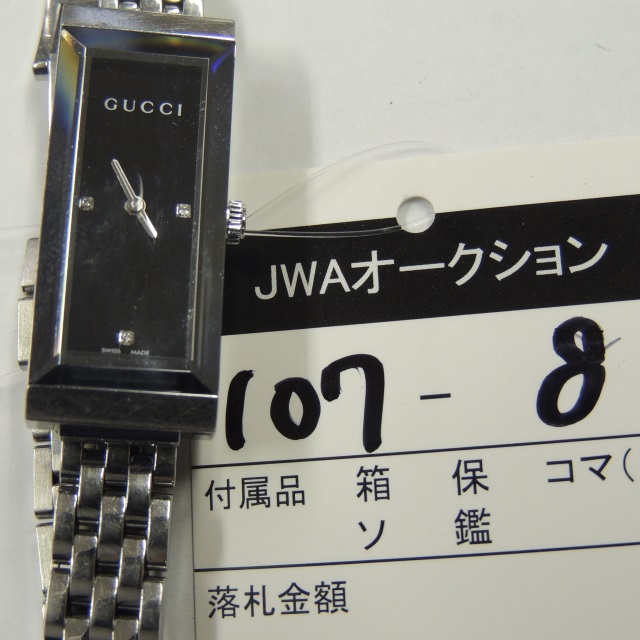 GUCCI
SWISS MADE
JWAオークション
107-8
付属品 箱 保 コマ(
ソ 鑑
落札金額